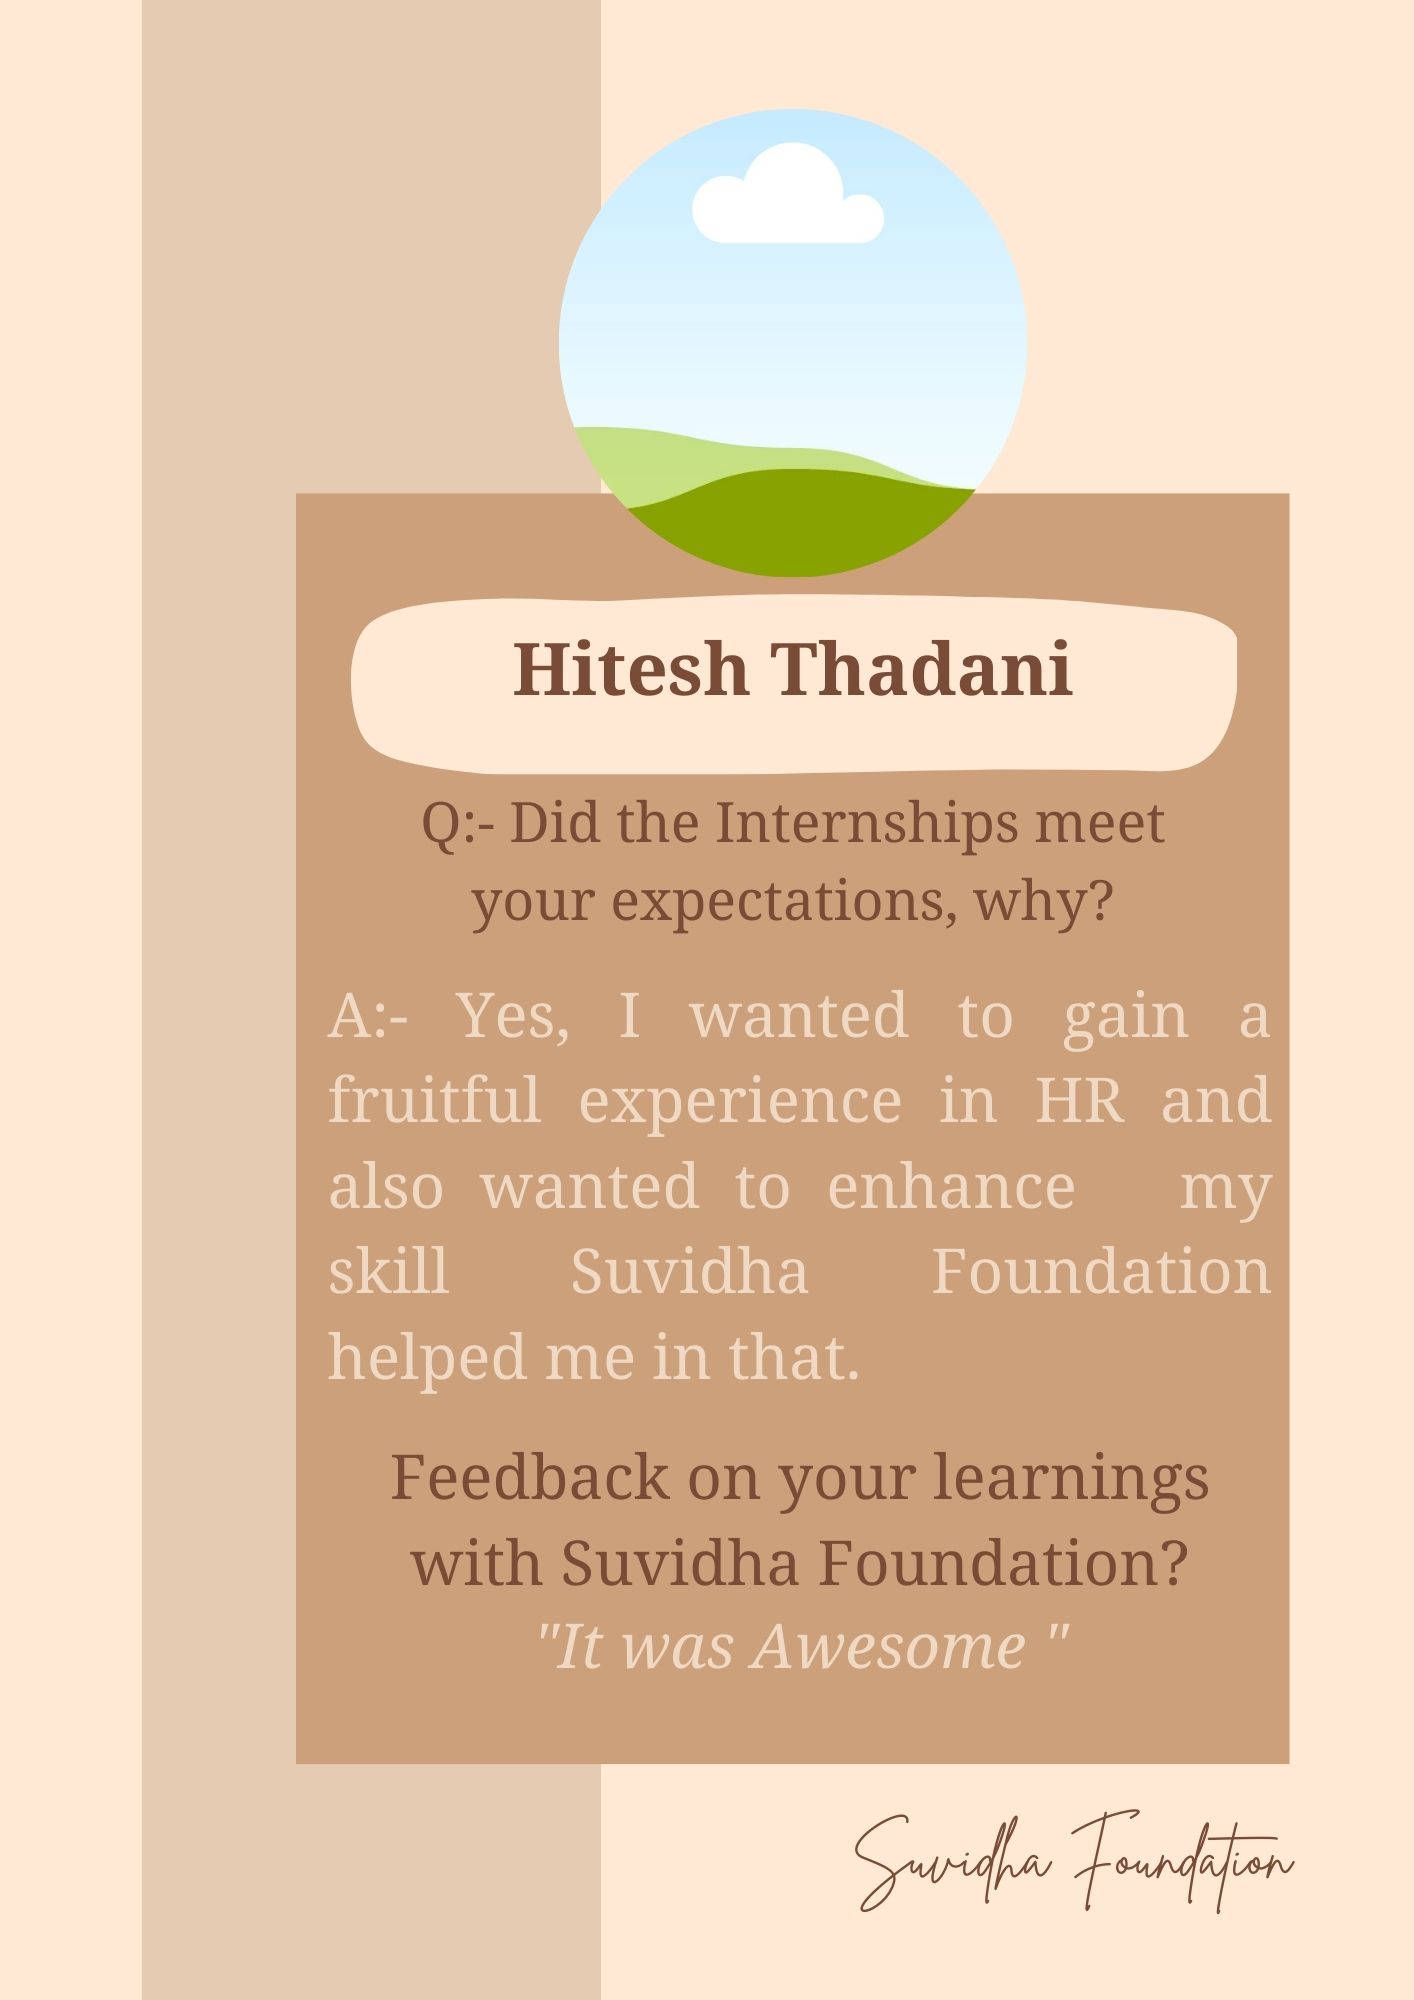 Hitesh Thadani
Q:- Did the Internships meet
your expectations, why?
A:- Yes, I wanted to gain a
fruitful experience in HR and
also wanted to enhance my
skill Suvidha Foundation
helped me in that.
Feedback on your learnings
with Suvidha Foundation?
"It was Awesome "
Suvidha Foundation